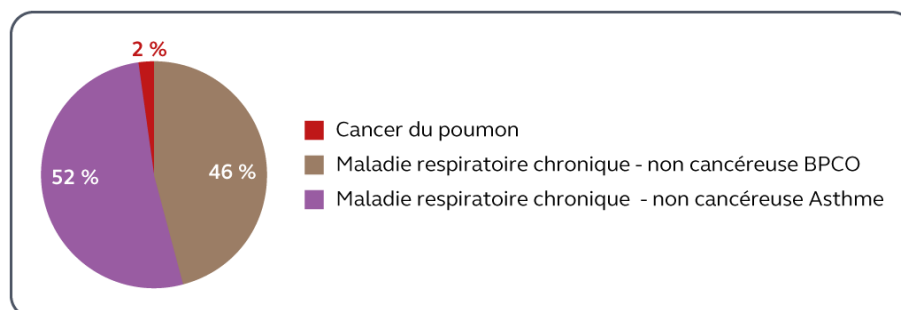 2 %
52 %
46 %
Cancer du poumon
Maladie respiratoire chronique - non cancéreuse BPCO
Maladie respiratoire chronique  - non cancéreuse Asthme